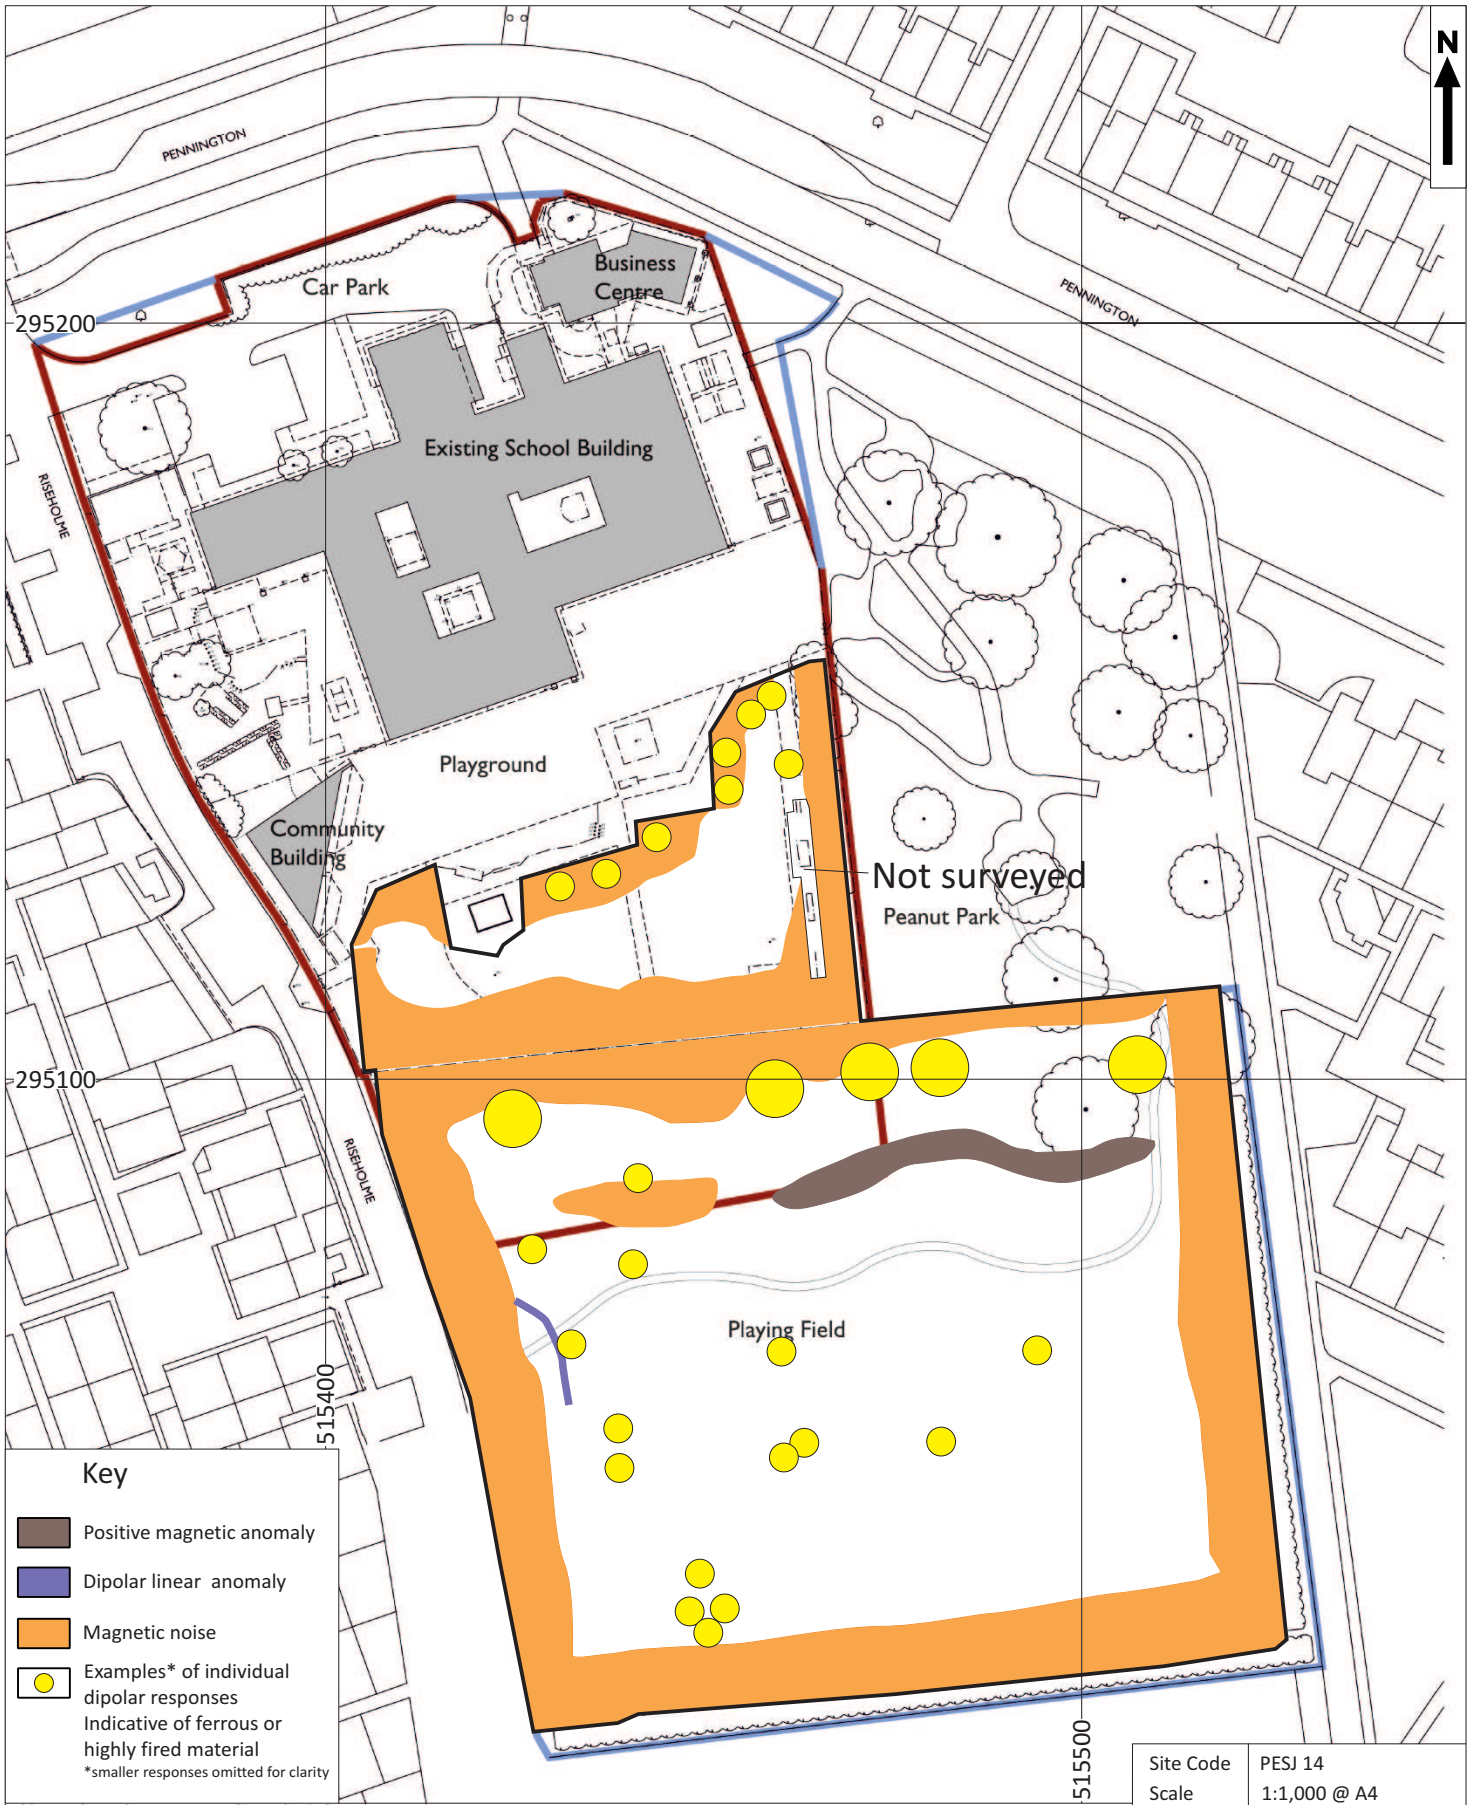 N
PENNINGTON
Business
Centre
Car Park
PENNINGTON
295200
Existing School Building
RISEHOLME
Playground
Community
Building
Not surveyed
Peanut Park
295100
RISEHOLME
Playing Field
515400
Key
Positive magnetic anomaly
Dipolar linear anomaly
Magnetic noise
Examples* of individual
dipolar responses
Indicative of ferrous or
highly fired material
*smaller responses omitted for clarity
515500
Site Code PESJ 14
Scale 1:1,000 @ A4